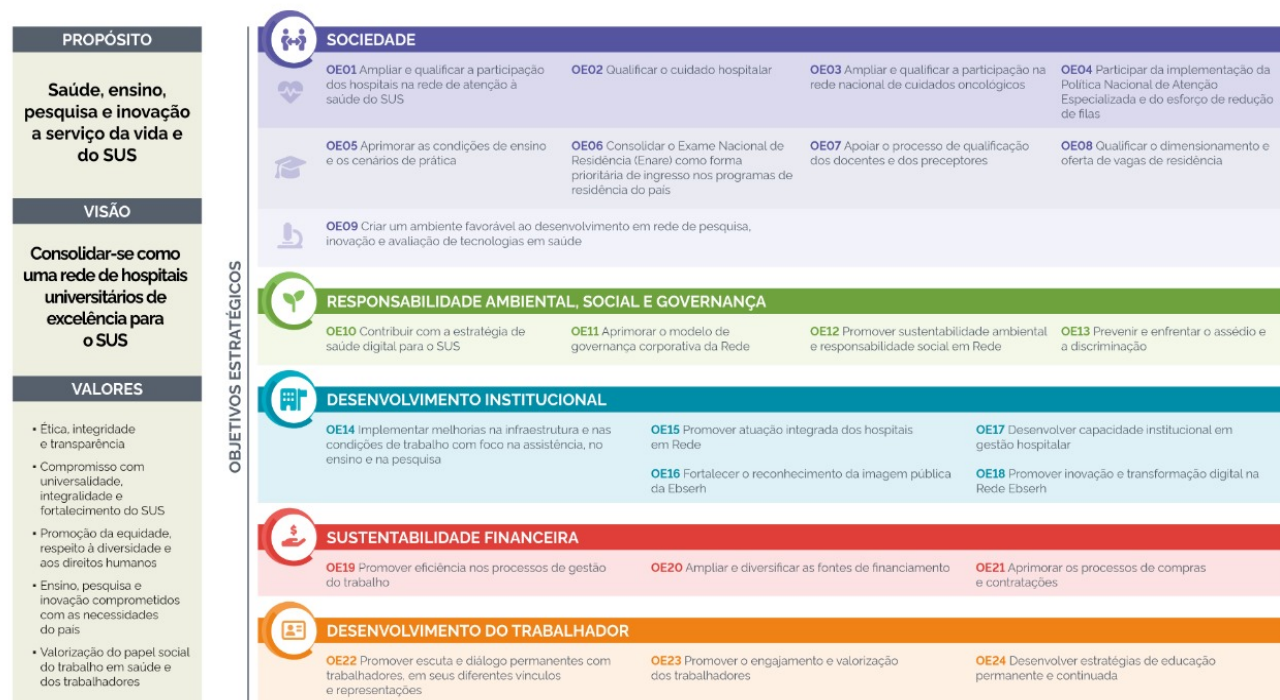 PROPÓSITO
Saúde, ensino,
pesquisa e inovação
a serviço da vida e
do SUS
VISÃO
Consolidar-se como
uma rede de hospitais
universitários de
excelência para
o SUS
VALORES
• Ética, integridade
e transparência
• Compromisso com
universalidade,
integralidade e
fortalecimento do SUS
• Promoção da equidade,
respeito à diversidade e
aos direitos humanos
• Ensino, pesquisa e
inovação comprometidos
com as necessidades
do país
• Valorização do papel social
do trabalho em saúde e
dos trabalhadores
OBJETIVOS ESTRATÉGICOS
SOCIEDADE
OE01 Ampliar e qualificar a participação
dos hospitais na rede de atenção à
saúde do SUS
OE02 Qualificar o cuidado hospitalar
OE03 Ampliar e qualificar a participação na
rede nacional de cuidados oncológicos
OE04 Participar da implementação da
Política Nacional de Atenção
Especializada e do esforço de redução
de filas
OE05 Aprimorar as condições de ensino
e os cenários de prática
OE06 Consolidar o Exame Nacional de
Residência (Enare) como forma
prioritária de ingresso nos programas de
residência do país
OE07 Apoiar o processo de qualificação
dos docentes e dos preceptores
OE08 Qualificar o dimensionamento e
oferta de vagas de residência
OE09 Criar um ambiente favorável ao desenvolvimento em rede de pesquisa,
inovação e avaliação de tecnologias em saúde
RESPONSABILIDADE AMBIENTAL, SOCIAL E GOVERNANÇA
OE10 Contribuir com a estratégia de
saúde digital para o SUS
OE11 Aprimorar o modelo de
governança corporativa da Rede
OE12 Promover sustentabilidade ambiental
e responsabilidade social em Rede
OE13 Prevenir e enfrentar o assédio e
a discriminação
DESENVOLVIMENTO INSTITUCIONAL
OE14 Implementar melhorias na infraestrutura e nas
condições de trabalho com foco na assistência, no
ensino e na pesquisa
OE15 Promover atuação integrada dos hospitais
em Rede
OE16 Fortalecer o reconhecimento da imagem pública
da Ebserh
OE17 Desenvolver capacidade institucional em
gestão hospitalar
OE18 Promover inovação e transformação digital na
Rede Ebserh
SUSTENTABILIDADE FINANCEIRA
OE19 Promover eficiência nos processos de gestão
do trabalho
OE20 Ampliar e diversificar as fontes de financiamento
OE21 Aprimorar os processos de compras
e contratações
DESENVOLVIMENTO DO TRABALHADOR
OE22 Promover escuta e diálogo permanentes com
trabalhadores, em seus diferentes vínculos
e representações
OE23 Promover o engajamento e valorização
dos trabalhadores
OE24 Desenvolver estratégias de educação
permanente e continuada